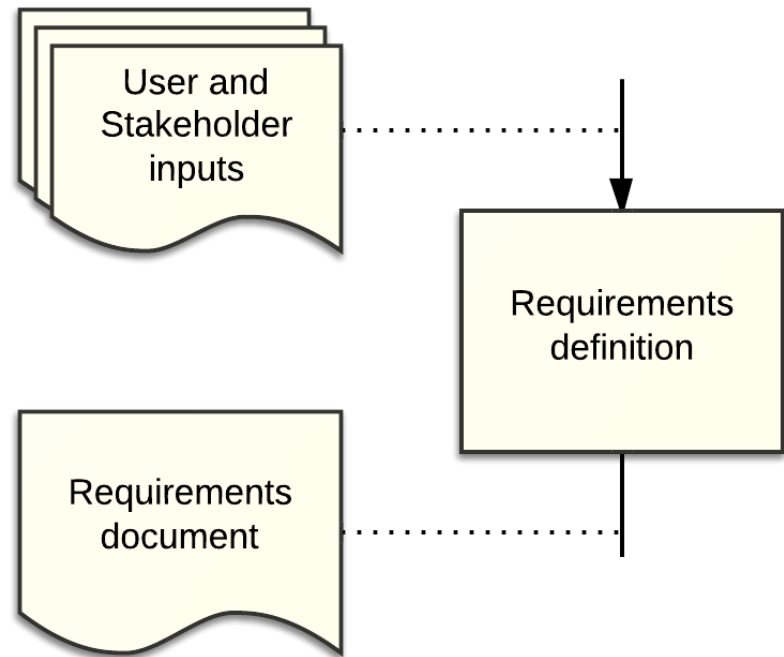 User and
Stakeholder
inputs
Requirements
definition
Requirements
document